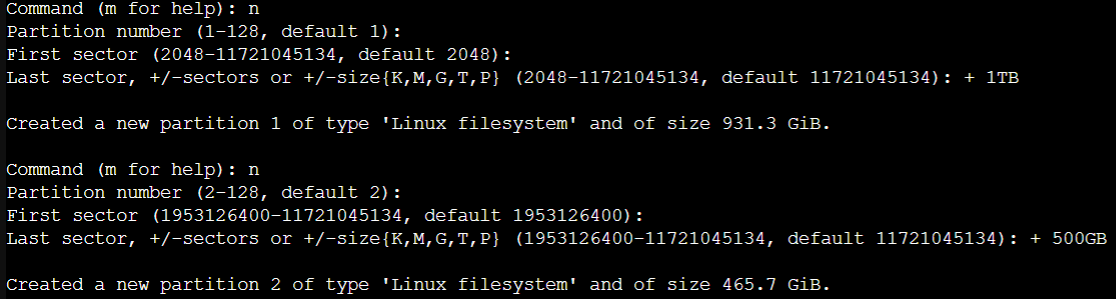 Command (m for help): n
Partition number (1-128, default 1):
First sector (2048-11721045134, default 2048):
Last sector, +/-sectors or +/-size{K,M,G,T,P} (2048-11721045134, default 11721045134): + 1TB
Created a new partition 1 of type 'Linux filesystem' and of size 931.3 GiB.
Command (m for help): n
Partition number (2-128, default 2):
First sector (1953126400-11721045134, default 1953126400):
Last sector, +/-sectors or +/-size{K,M,G,T,P} (1953126400-11721045134, default 11721045134): + 500GB
Created a new partition 2 of type 'Linux filesystem' and of size 465.7 GiB.